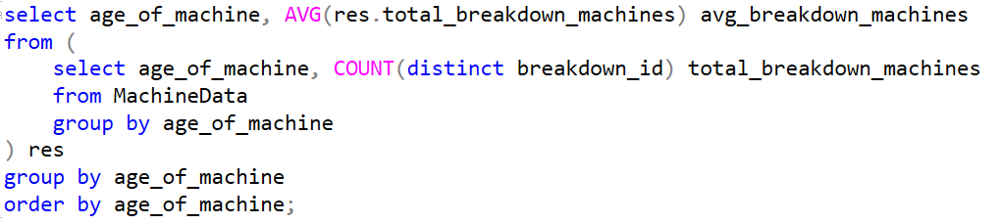 select age_of_machine, AVG(res.total_breakdown_machines) avg_breakdown_machines
from (
    select age_of_machine, COUNT(distinct breakdown_id) total_breakdown_machines
    from MachineData
    group by age_of_machine
) res
group by age_of_machine
order by age_of_machine;